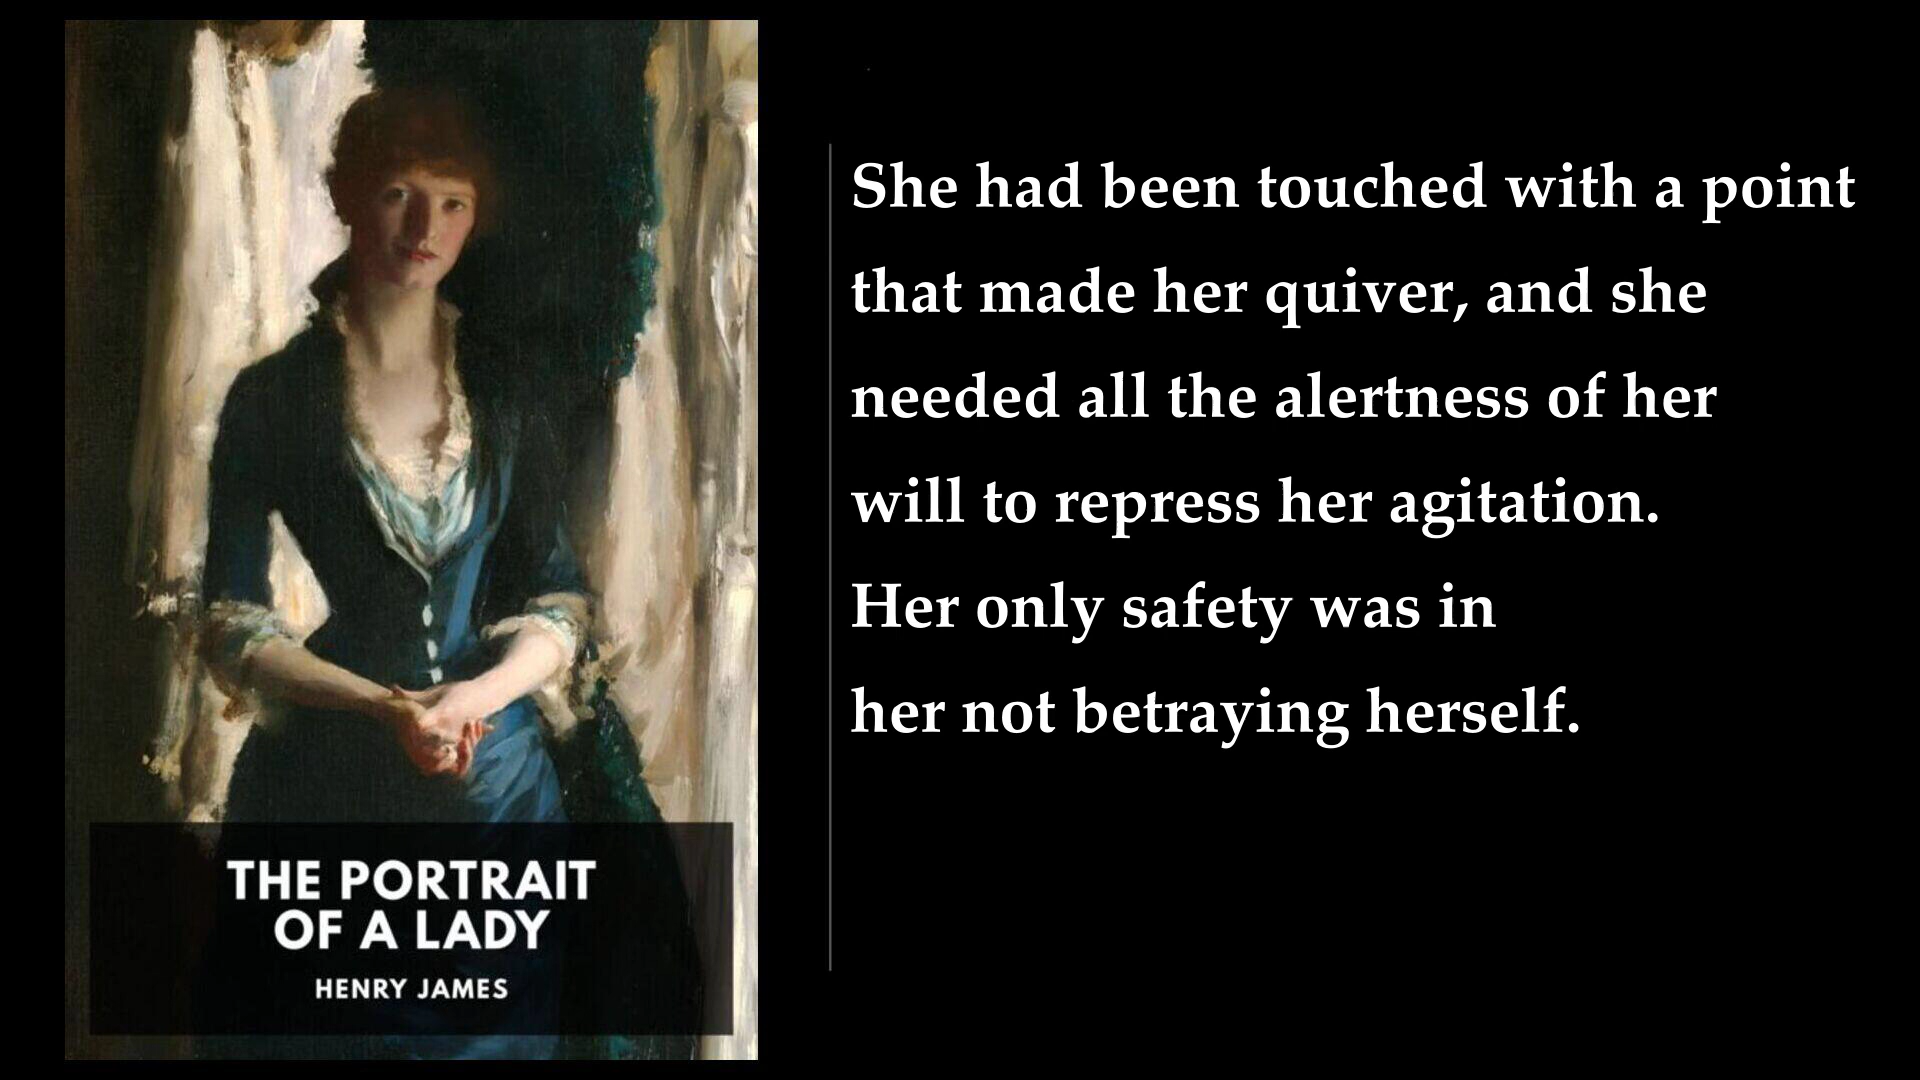 She had been touched with a point
that made her quiver, and she
needed all the alertness of her
will to repress her agitation.
Her only safety was in
her not betraying herself.
THE PORTRAIT
OF A LADY
HENRY JAMES